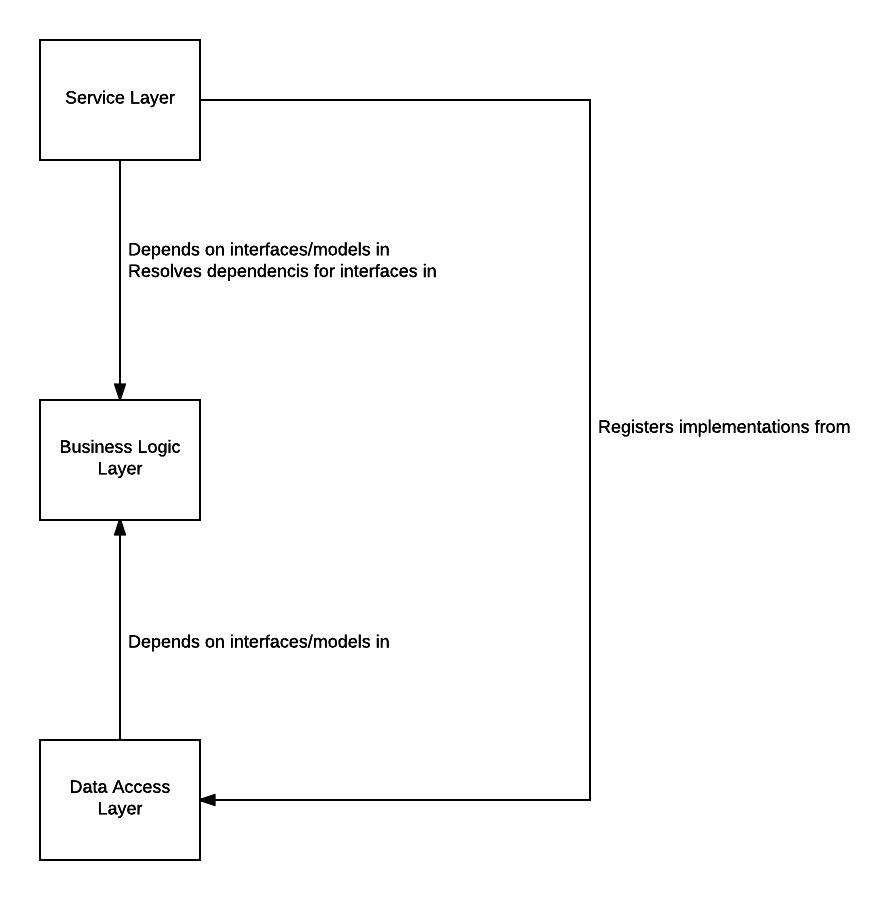 Service Layer
Depends on interfaces/models in
Resolves dependencis for interfaces in
Registers implementations from
Business Logic
Layer
Depends on interfaces/models in
Data Access
Layer